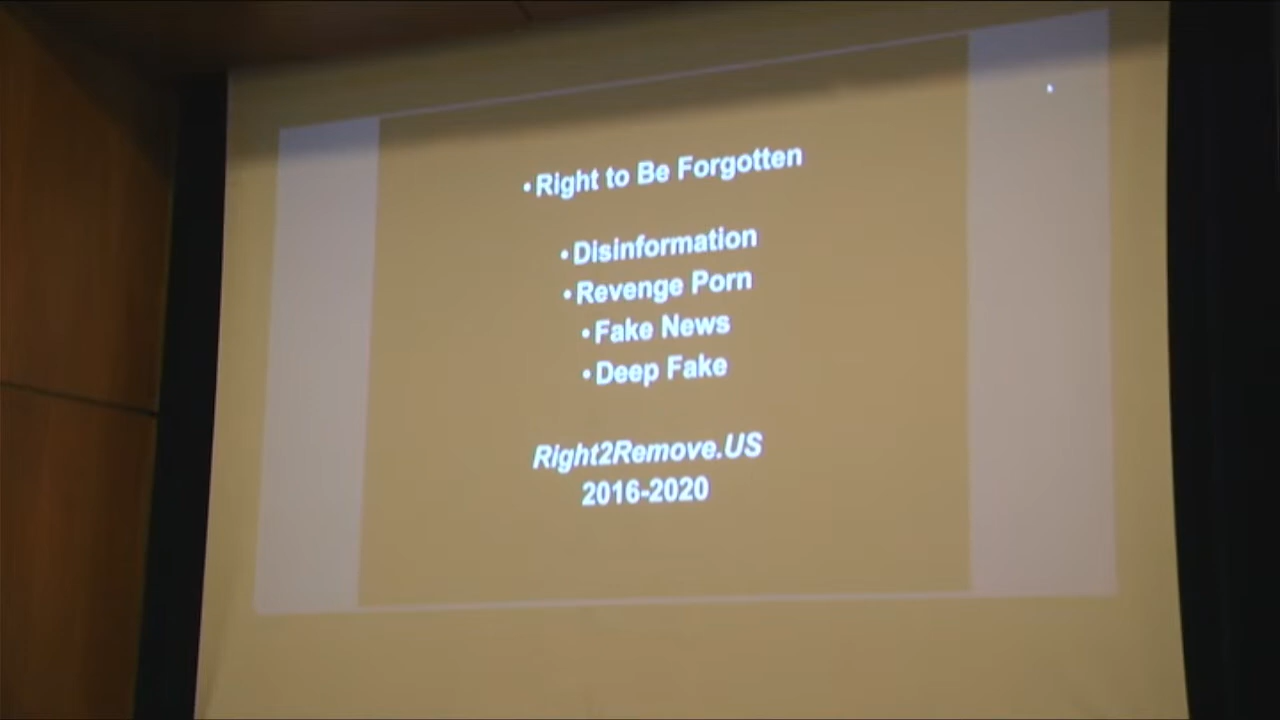 • Right to Be Forgotten
• Disinformation
• Revenge Porn
• Fake News
• Deep Fake
Right2Remove.US
2016-2020